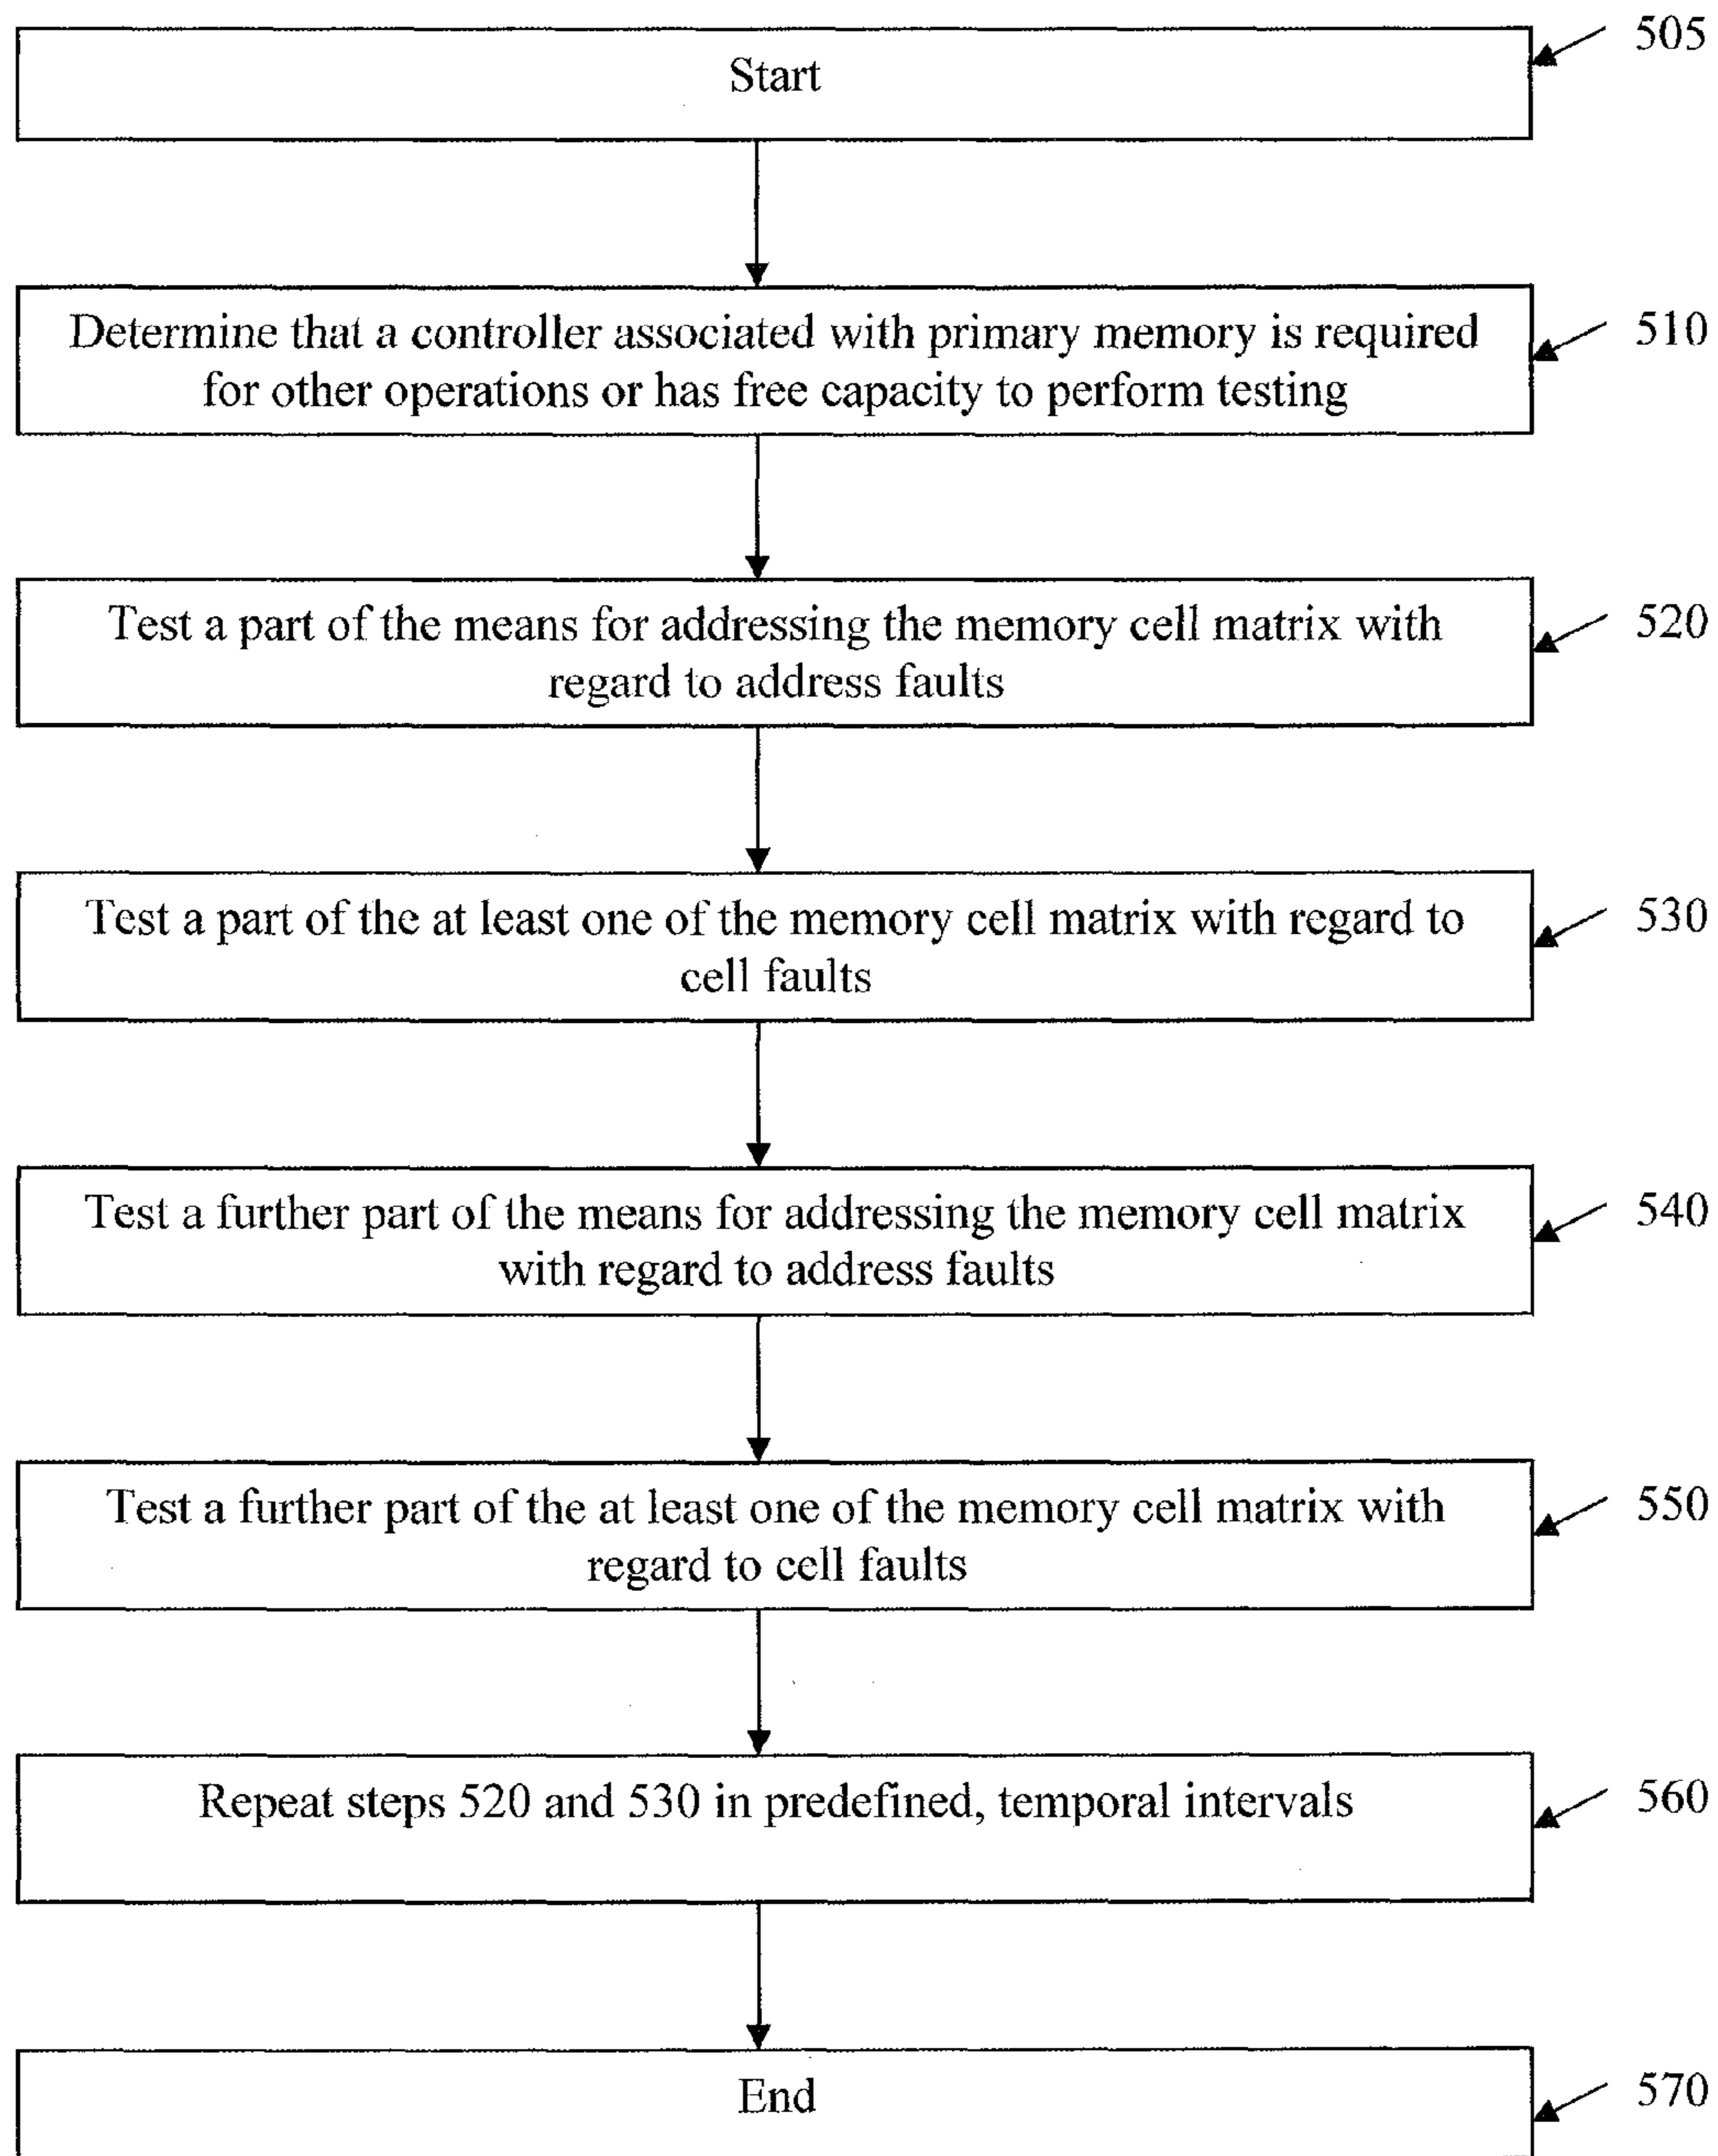 Start
505
Determine that a controller associated with primary memory is required
for other operations or has free capacity to perform testing
510
Test a part of the means for addressing the memory cell matrix with
regard to address faults
520
Test a part of the at least one of the memory cell matrix with regard to
cell faults
530
Test a further part of the means for addressing the memory cell matrix
with regard to address faults
540
Test a further part of the at least one of the memory cell matrix with
regard to cell faults
550
Repeat steps 520 and 530 in predefined, temporal intervals
560
End
570